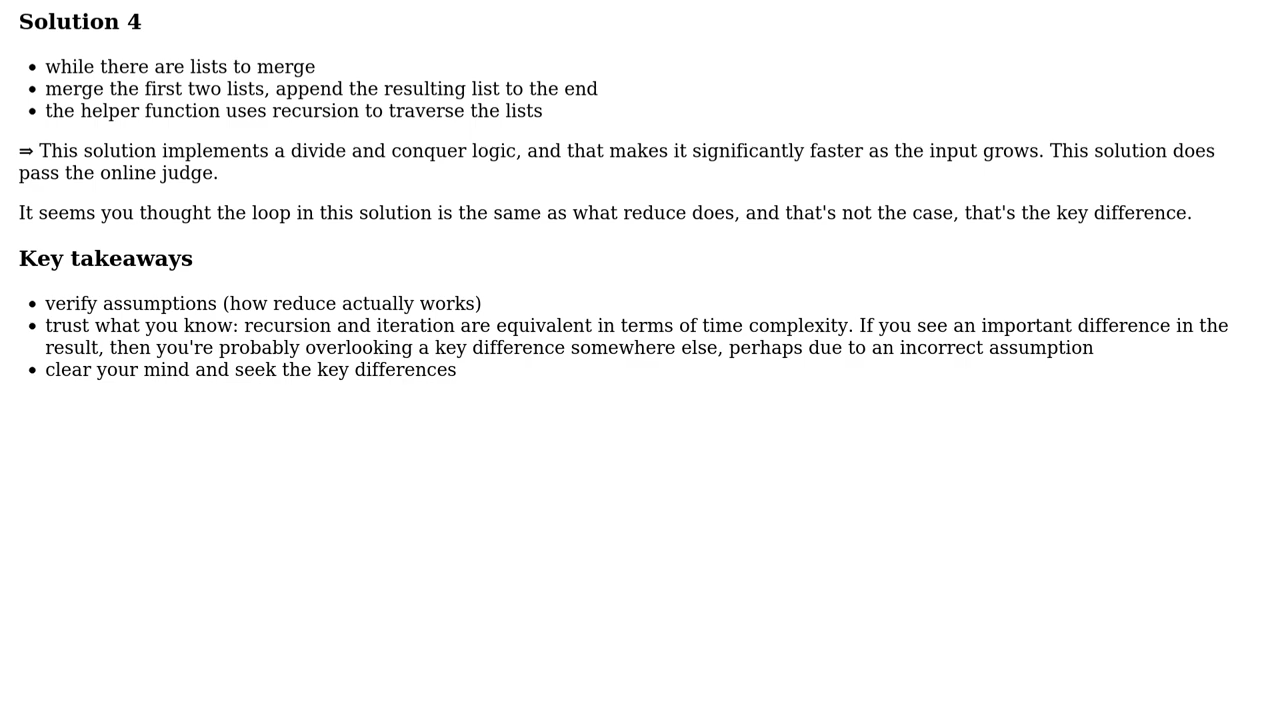 Solution 4
• while there are lists to merge
• merge the first two lists, append the resulting list to the end
• the helper function uses recursion to traverse the lists
⇒ This solution implements a divide and conquer logic, and that makes it significantly faster as the input grows. This solution does
pass the online judge.
It seems you thought the loop in this solution is the same as what reduce does, and that's not the case, that's the key difference.
Key takeaways
• verify assumptions (how reduce actually works)
• trust what you know: recursion and iteration are equivalent in terms of time complexity. If you see an important difference in the
result, then you're probably overlooking a key difference somewhere else, perhaps due to an incorrect assumption
• clear your mind and seek the key differences